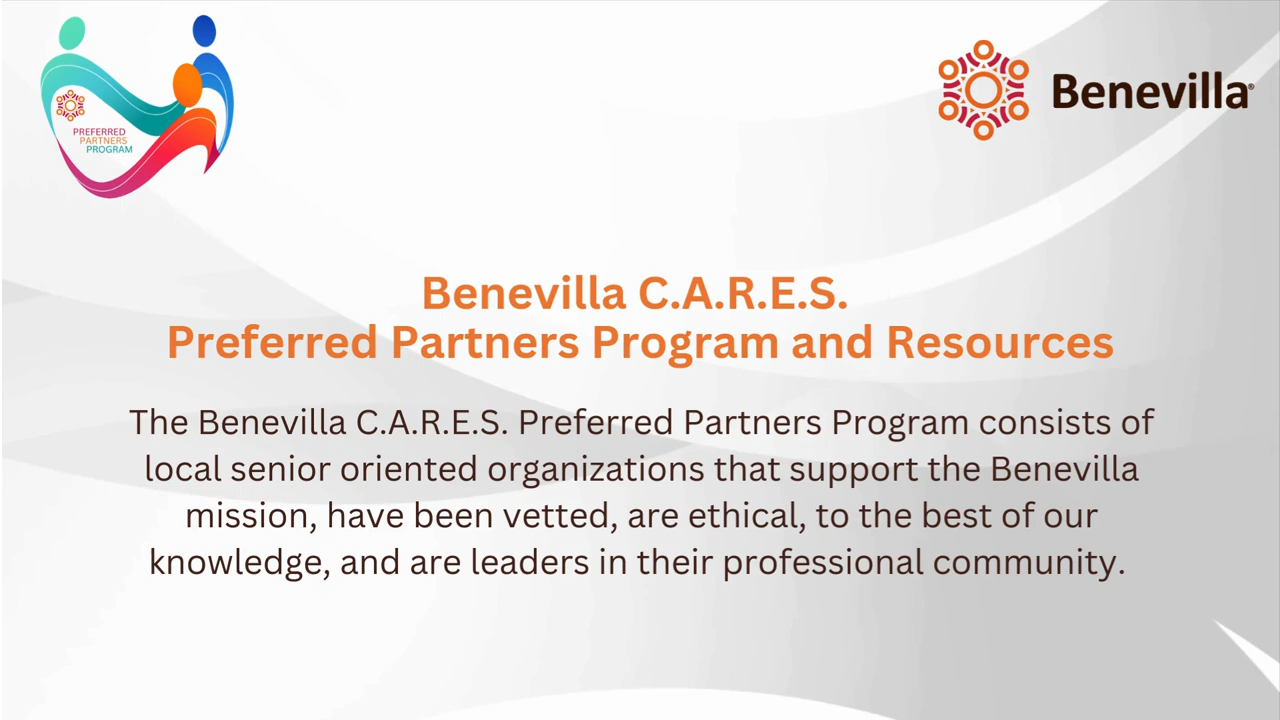 PREFERRED
PARTNERS
PROGRAM
Benevilla®
Benevilla C.A.R.E.S.
Preferred Partners Program and Resources
The Benevilla C.A.R.E.S. Preferred Partners Program consists of
local senior oriented organizations that support the Benevilla
mission, have been vetted, are ethical, to the best of our
knowledge, and are leaders in their professional community.